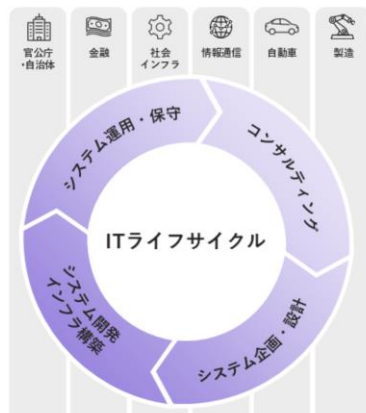 官公庁
・自治体
金融
社会
インフラ
情報通信
自動車
製造
システム運用・保守
コンサルティング
ITライフサイクル
システム開発
インフラ構築
システム企画・設計